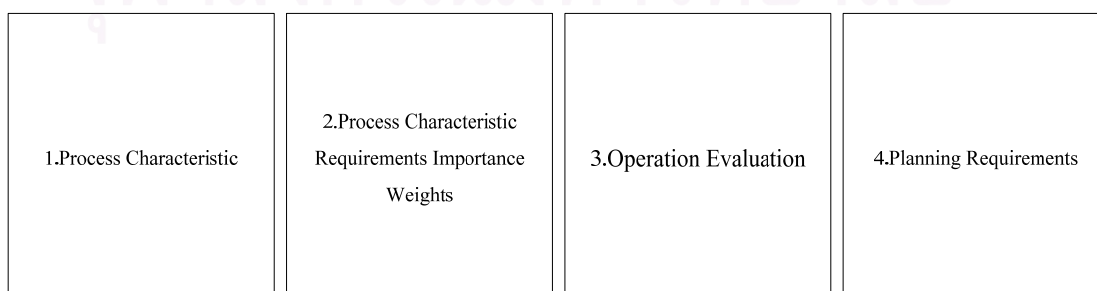 1.Process Characteristic
2.Process Characteristic
Requirements Importance
Weights
3.Operation Evaluation
4.Planning Requirements